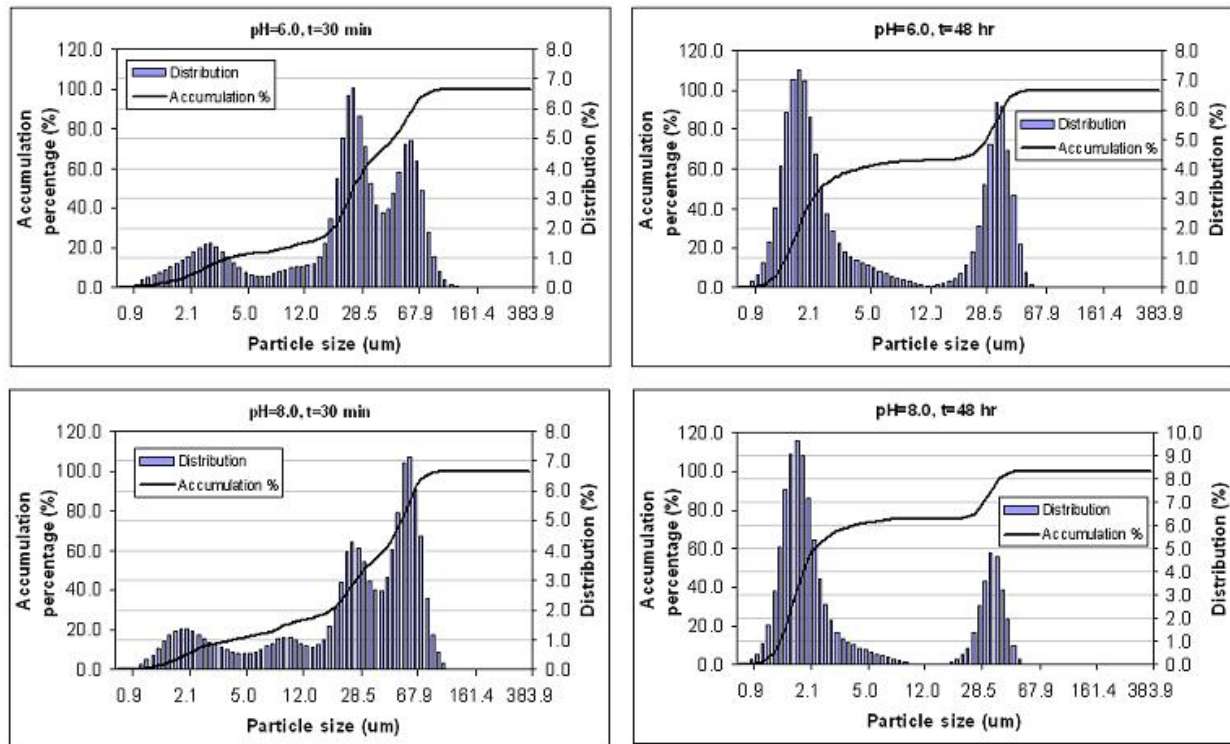 pH=6.0, t=30 min
Accumulation percentage (%)
120.0
100.0
80.0
60.0
40.0
20.0
0.0
Distribution
Accumulation %
8.0
7.0
6.0
5.0
4.0
3.0
2.0
1.0
0.0
Distribution (%)
0.9 2.1 5.0 12.0 28.5 67.9 161.4 383.9
Particle size (um)
pH=6.0, t=48 hr
Accumulation percentage (%)
120.0
100.0
80.0
60.0
40.0
20.0
0.0
Distribution
Accumulation %
8.0
7.0
6.0
5.0
4.0
3.0
2.0
1.0
0.0
Distribution (%)
0.9 2.1 5.0 12.3 28.5 67.9 161.4 383.9
Particle size (um)
pH=8.0, t=30 min
Accumulation percentage (%)
120.0
100.0
80.0
60.0
40.0
20.0
0.0
Distribution
Accumulation %
8.0
7.0
6.0
5.0
4.0
3.0
2.0
1.0
0.0
Distribution (%)
0.9 2.1 5.0 12.0 28.5 67.9 161.4 383.9
Particle size (um)
pH=8.0, t=48 hr
Accumulation percentage (%)
120.0
100.0
80.0
60.0
40.0
20.0
0.0
Distribution
Accumulation %
10.0
9.0
8.0
7.0
6.0
5.0
4.0
3.0
2.0
1.0
0.0
Distribution (%)
0.9 2.1 5.0 12.0 28.5 67.9 161.4 383.9
Particle size (um)